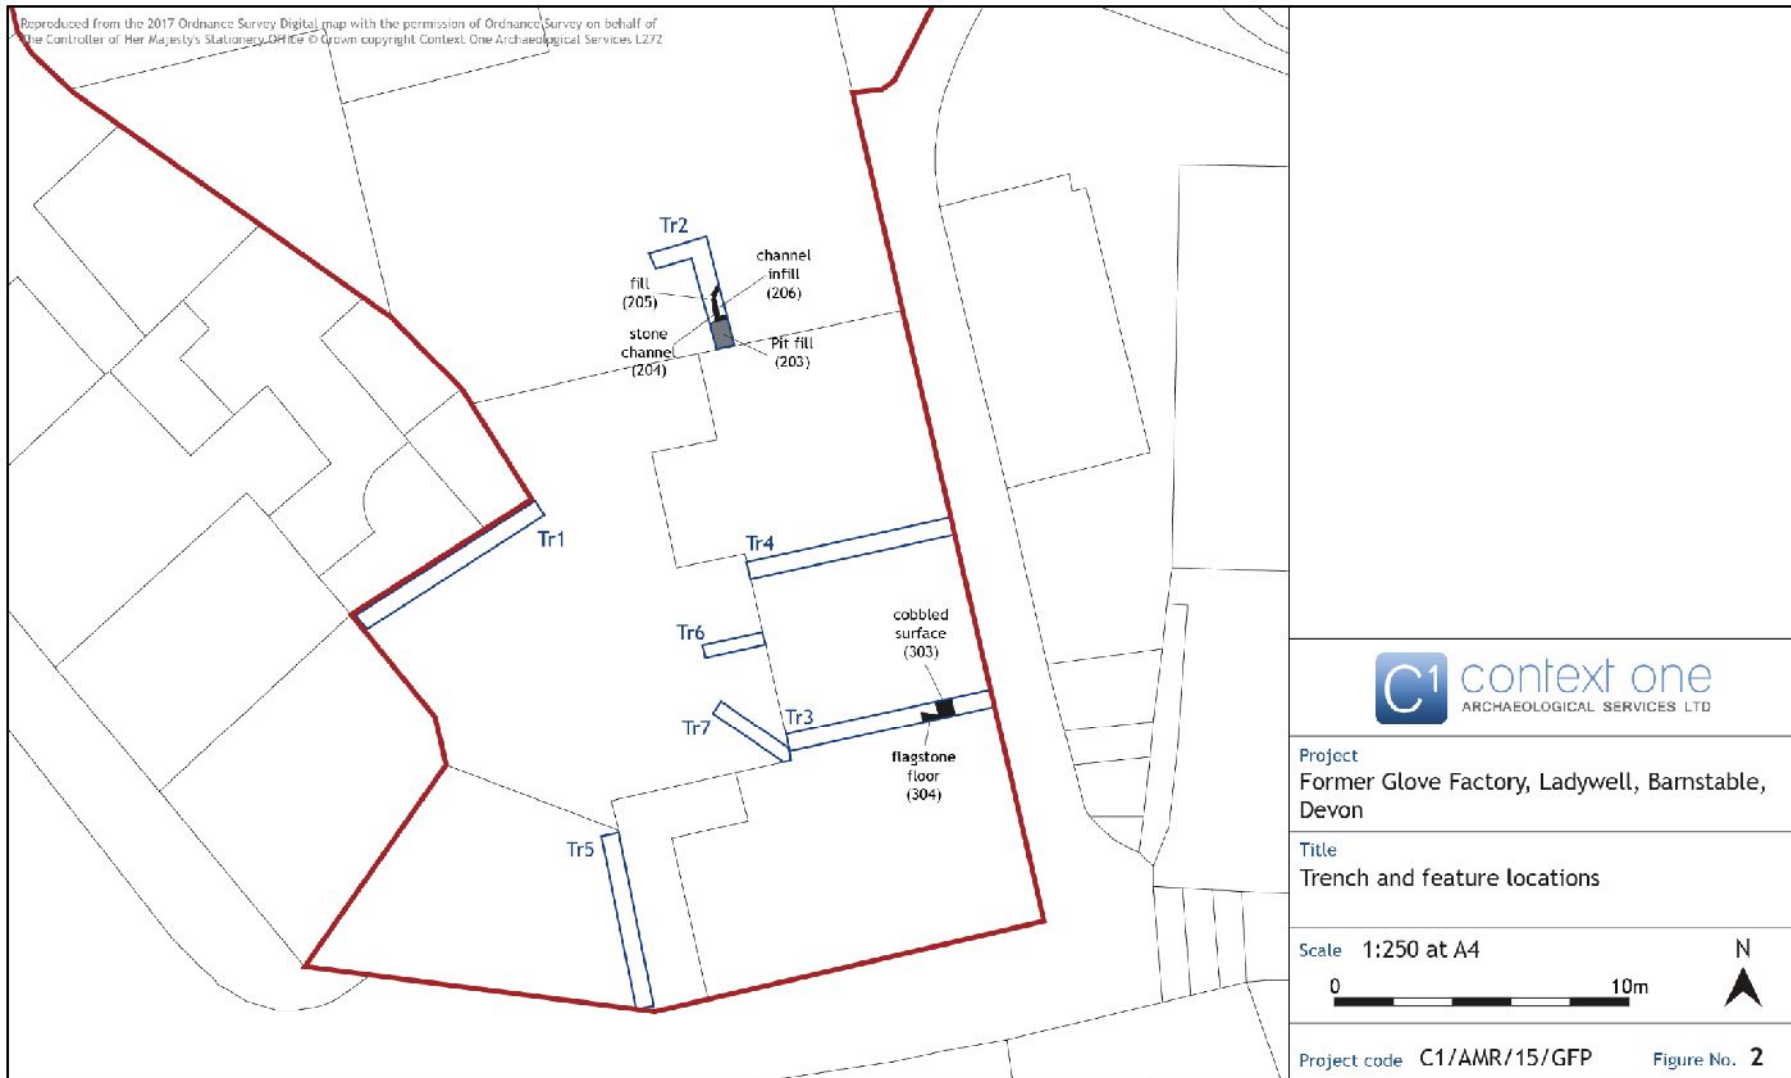 Reproduced from the 2017 Ordnance Survey Digital map with the permission of Ordnance Survey on behalf of
The Controller of Her Majesty's Stationery Office © Crown copyright Context One Archaeological Services L272
Tr2
channel
infill
(206)
fill
(205)
stone
channel
(204)
Pit fill
(203)
Tr1
Tr4
cobbled
surface
(303)
Tr6
Tr3
Tr7
flagstone
floor
(304)
Tr5
C1 context one
ARCHAEOLOGICAL SERVICES LTD
Project
Former Glove Factory, Ladywell, Barnstable,
Devon
Title
Trench and feature locations
Scale 1:250 at A4
N
0 10m
Project code C1/AMR/15/GFP Figure No. 2